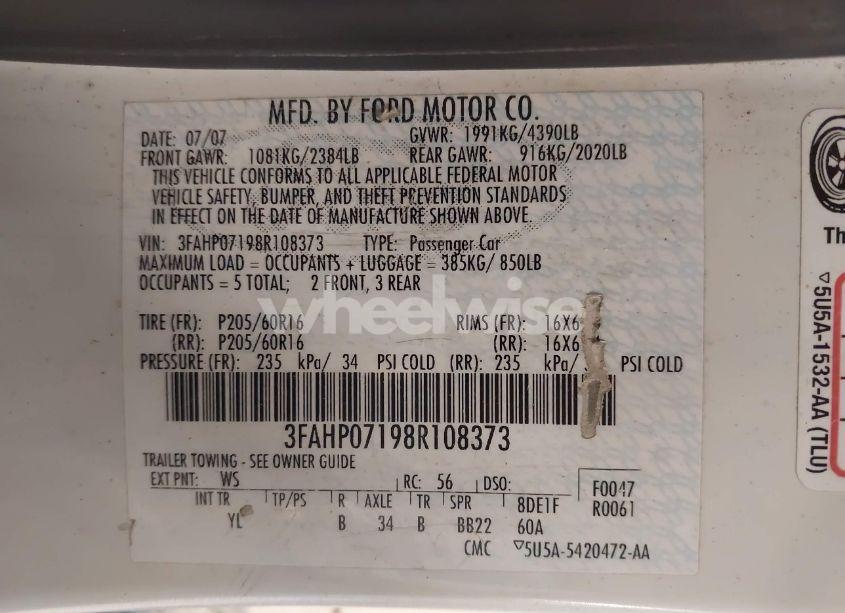 MFD. BY FORD MOTOR CO.
DATE: 07/07 GVWR: 1991KG/4390LB
FRONT GAWR: 1081KG/2384LB REAR GAWR: 916KG/2020LB
THIS VEHICLE CONFORMS TO ALL APPLICABLE FEDERAL MOTOR
VEHICLE SAFETY, BUMPER, AND THEFT PREVENTION STANDARDS
IN EFFECT ON THE DATE OF MANUFACTURE SHOWN ABOVE.
VIN: 3FAHP07198R108373 TYPE: Passenger Car
MAXIMUM LOAD = OCCUPANTS + LUGGAGE = 385KG/ 850LB
OCCUPANTS = 5 TOTAL; 2 FRONT, 3 REAR
wheelwise
TIRE (FR): P205/60R16 RIMS (FR): 16X6
(RR): P205/60R16 (RR): 16X6
PRESSURE (FR): 235 kPa/ 34 PSI COLD (RR): 235 kPa/ PSI COLD
3FAHP07198R108373
TRAILER TOWING - SEE OWNER GUIDE
EXT PNT: WS RC: 56 DSO: F0047
INT TR TP/PS R AXLE TR SPR 8DE1F R0061
YL B 34 B BB22 60A
CMC ▽5U5A-5420472-AA
Th
▽5U5A-1532-AA (TLU)